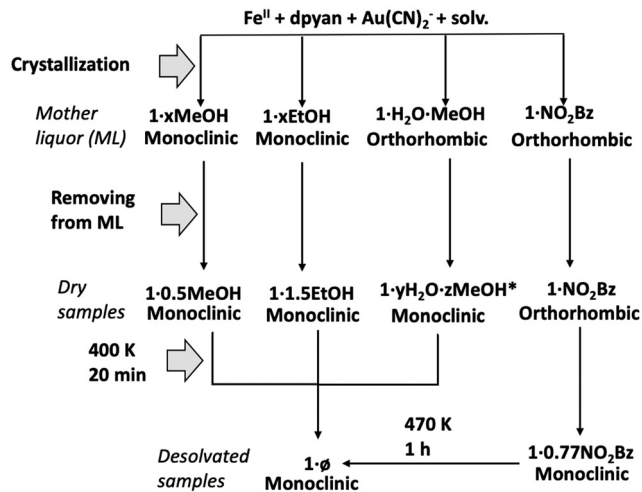 Fe^II + dpyan + Au(CN)₂⁻ + solv.
Crystallization
Mother
liquor (ML)
1·xMeOH
Monoclinic
1·xEtOH
Monoclinic
1·H₂O·MeOH
Orthorhombic
1·NO₂Bz
Orthorhombic
Removing
from ML
Dry
samples
1·0.5MeOH
Monoclinic
1·1.5EtOH
Monoclinic
1·yH₂O·zMeOH*
Monoclinic
1·NO₂Bz
Orthorhombic
400 K
20 min
470 K
1 h
Desolvated
samples
1·ø
Monoclinic
1·0.77NO₂Bz
Monoclinic